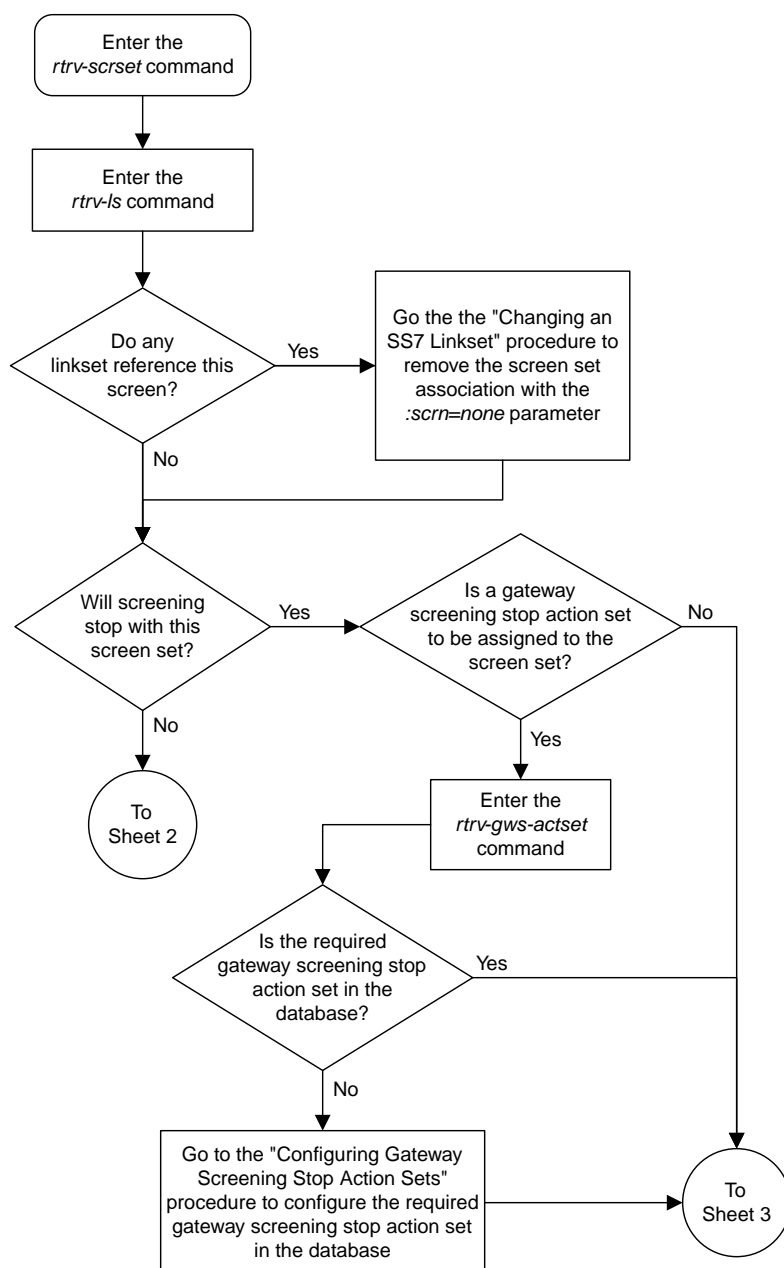 Enter the
rtrv-scrset command
Enter the
rtrv-ls command
Do any
linkset reference this
screen?
Yes
No
Go the the "Changing an
SS7 Linkset" procedure to
remove the screen set
association with the
:scrn=none parameter
Will screening
stop with this
screen set?
Yes
No
Is a gateway
screening stop action set
to be assigned to the
screen set?
No
Yes
To
Sheet 2
Enter the
rtrv-gws-actset
command
Is the required
gateway screening stop
action set in the
database?
Yes
No
Go to the "Configuring Gateway
Screening Stop Action Sets"
procedure to configure the required
gateway screening stop action set
in the database
To
Sheet 3